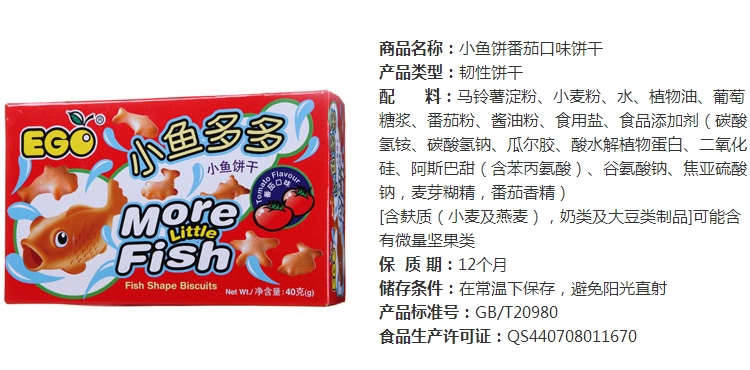 EGO
小鱼多多
小鱼饼干
Tomato Flavour
番茄口味
More
Little
Fish
Fish Shape Biscuits
Net Wt./净含量:40克(g)
商品名称：小鱼饼番茄口味饼干
产品类型：韧性饼干
配 料：马铃薯淀粉、小麦粉、水、植物油、葡萄
糖浆、番茄粉、酱油粉、食用盐、食品添加剂（碳酸
氢铵、碳酸氢钠、瓜尔胶、酸水解植物蛋白、二氧化
硅、阿斯巴甜（含苯丙氨酸）、谷氨酸钠、焦亚硫酸
钠，麦芽糊精，番茄香精）
[含麸质（小麦及燕麦），奶类及大豆类制品]可能含
有微量坚果类
保 质 期：12个月
储存条件：在常温下保存，避免阳光直射
产品标准号：GB/T20980
食品生产许可证：QS440708011670